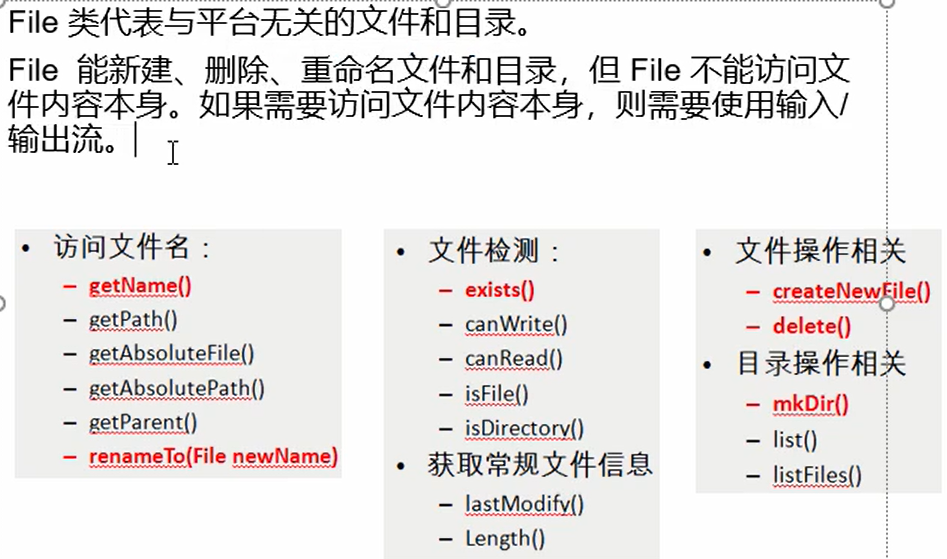 File 类代表与平台无关的文件和目录。
File 能新建、删除、重命名文件和目录，但 File 不能访问文
件内容本身。如果需要访问文件内容本身，则需要使用输入/
输出流。
• 访问文件名：
– getName()
– getPath()
– getAbsoluteFile()
– getAbsolutePath()
– getParent()
– renameTo(File newName)
• 文件检测：
– exists()
– canWrite()
– canRead()
– isFile()
– isDirectory()
• 获取常规文件信息
– lastModify()
– Length()
• 文件操作相关
– createNewFile()
– delete()
• 目录操作相关
– mkDir()
– list()
– listFiles()